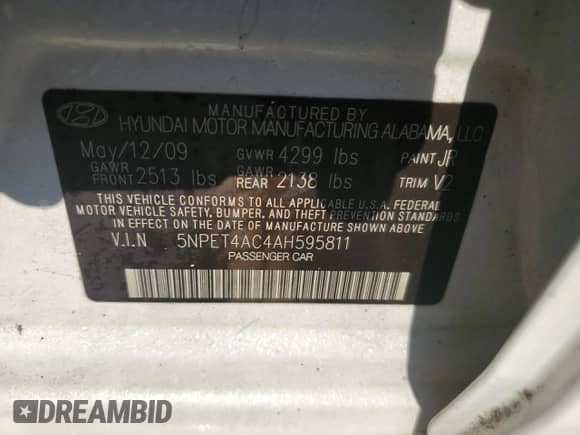 MANUFACTURED BY
HYUNDAI MOTOR MANUFACTURING ALABAMA, LLC
May/12/09 GVWR 4299 lbs PAINT JR
GAWR FRONT 2513 lbs GAWR REAR 2138 lbs TRIM V2
THIS VEHICLE CONFORMS TO ALL APPLICABLE U.S.A. FEDERAL
MOTOR VEHICLE SAFETY, BUMPER, AND THEFT PREVENTION STANDARDS
IN EFFECT ON THE DATE OF MANUFACTURE SHOWN ABOVE.
V.I.N 5NPET4AC4AH595811
PASSENGER CAR
DREAMBID